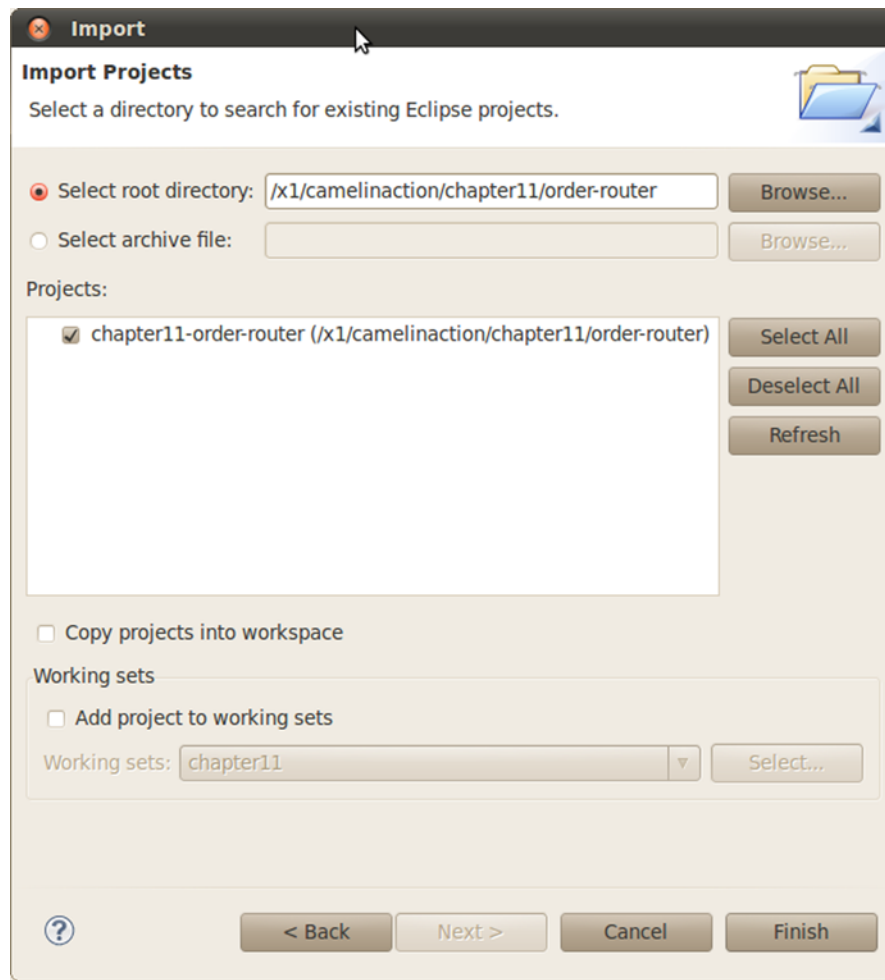 Import
Import Projects
Select a directory to search for existing Eclipse projects.
Select root directory: /x1/camelinaction/chapter11/order-router Browse...
Select archive file: Browse...
Projects:
chapter11-order-router (/x1/camelinaction/chapter11/order-router)
Select All
Deselect All
Refresh
Copy projects into workspace
Working sets
Add project to working sets
Working sets: chapter11 Select...
? < Back Next > Cancel Finish